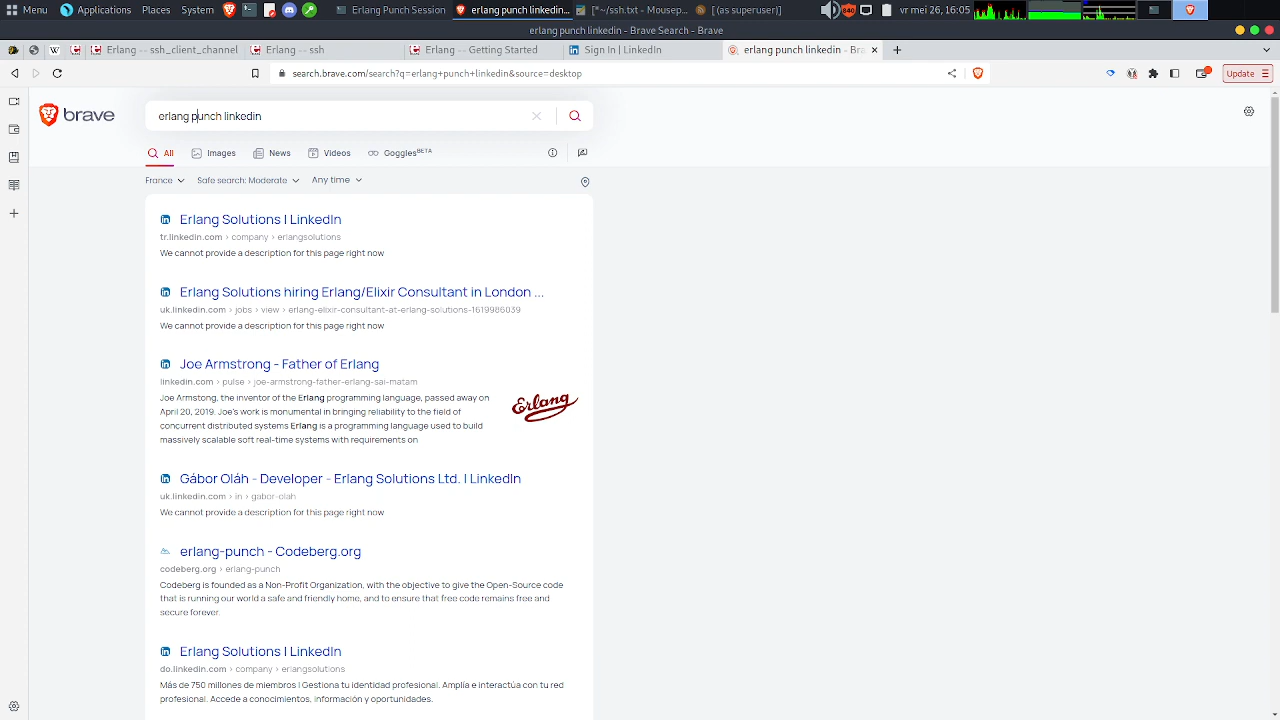 Menu Applications Places System Erlang PunchSession erlang punch linkedin... [*~/ssh.txt - Mousep... [(as superuser)] 840 vr mei 26, 16:05
erlang punch linkedin - Brave Search - Brave
Erlang -- ssh_client_channel Erlang -- ssh Erlang -- Getting Started Sign In | LinkedIn erlang punch linkedin - Bra
search.brave.com/search?q=erlang+punch+linkedin&source=desktop Update
brave erlang punch linkedin
All Images News Videos Goggles BETA
France Safe search: Moderate Any time
Erlang Solutions | LinkedIn
tr.linkedin.com › company › erlangsolutions
We cannot provide a description for this page right now
Erlang Solutions hiring Erlang/Elixir Consultant in London ...
uk.linkedin.com › jobs › view › erlang-elixir-consultant-at-erlang-solutions-1619986039
We cannot provide a description for this page right now
Joe Armstrong - Father of Erlang
linkedin.com › pulse › joe-armstrong-father-erlang-sai-matam
Joe Armstrong, the inventor of the Erlang programming language, passed away on
April 20, 2019. Joe's work is monumental in bringing reliability to the field of
concurrent distributed systems Erlang is a programming language used to build
massively scalable soft real-time systems with requirements on
Erlang
Gábor Oláh - Developer - Erlang Solutions Ltd. | LinkedIn
uk.linkedin.com › in › gabor-olah
We cannot provide a description for this page right now
erlang-punch - Codeberg.org
codeberg.org › erlang-punch
Codeberg is founded as a Non-Profit Organization, with the objective to give the Open-Source code
that is running our world a safe and friendly home, and to ensure that free code remains free and
secure forever.
Erlang Solutions | LinkedIn
do.linkedin.com › company › erlangsolutions
Más de 750 millones de miembros | Gestiona tu identidad profesional. Amplía e interactúa con tu red
profesional. Accede a conocimientos, información y oportunidades.